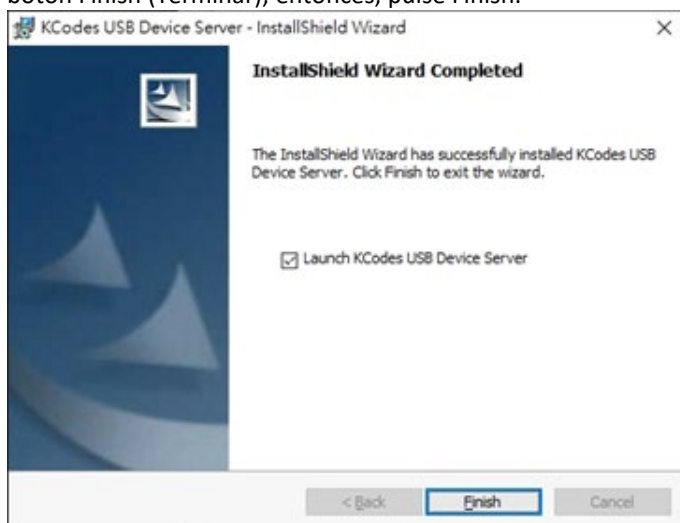 botón Finish (Terminar), entonces, pulse Finish.
KCodes USB Device Server - InstallShield Wizard
InstallShield Wizard Completed
The InstallShield Wizard has successfully installed KCodes USB
Device Server. Click Finish to exit the wizard.
Launch KCodes USB Device Server
< Back
Finish
Cancel